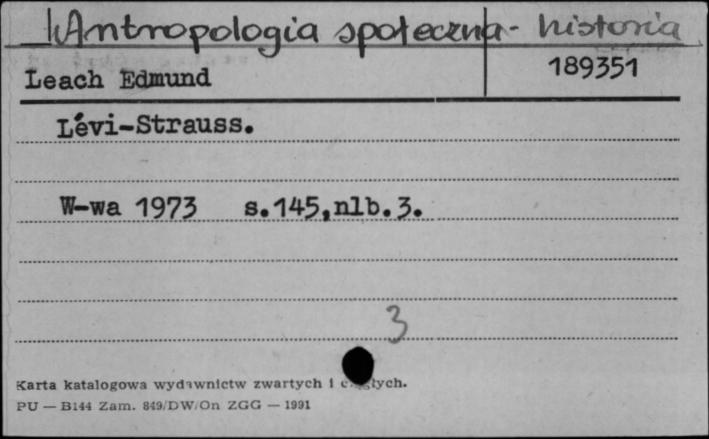 Antropologia społeczna - historia
Leach Edmund 189351
Lévi-Strauss.
W-wa 1973 s.145,nlb.3.
3
Karta katalogowa wydawnictw zwartych i
PU — B144 Zam. 849/DW/On ZGG — 1991